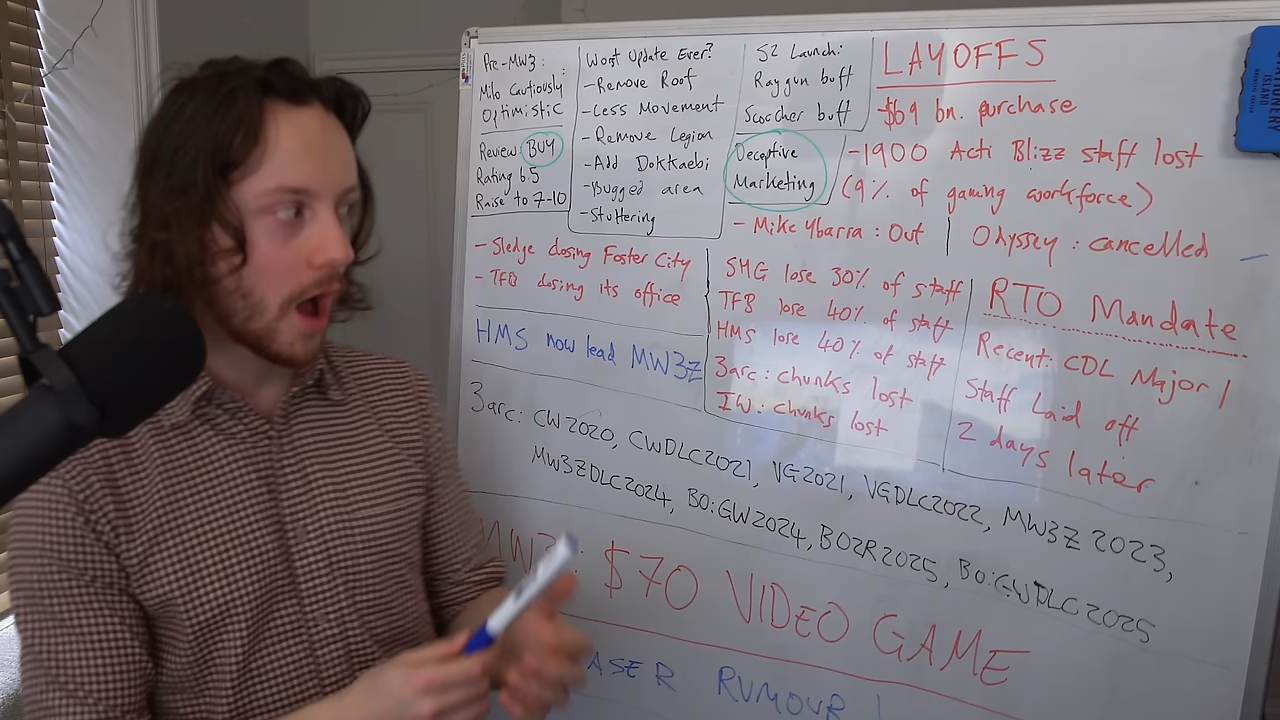 Pre-MW3:
Milo Cautiously
Optimistic
Review: BUY
Rating 6.5
Raise to 7-10
Worst Update Ever?
-Remove Roof
-Less Movement
-Remove Legion
-Add Dokkaebi
-Bugged area
-Stuttering
S2 Launch:
Raygun buff
Scorcher buff
Deceptive
Marketing
LAYOFFS
-$69 bn. purchase
-1900 Acti Blizz staff lost
(9% of gaming workforce)
- Mike Ybarra: Out | Odyssey: cancelled
- Sledge closing Foster City
- TFB closing its office
HMS now lead MW3Z
SHG lose 30% of staff
TFB lose 40% of staff
HMS lose 40% of staff
3arc: chunks lost
IW: chunks lost
RTO Mandate
Recent: CDL Major 1
Staff Laid off
2 days later
3arc: CW2020, CWDLC2021, VG2021, VGDLC2022, MW3Z 2023,
MW3ZDLC2024, BO:GW2024, BO2R2025, BO:GWDLC2025
MW3: $70 VIDEO GAME
ASER RUMOUR